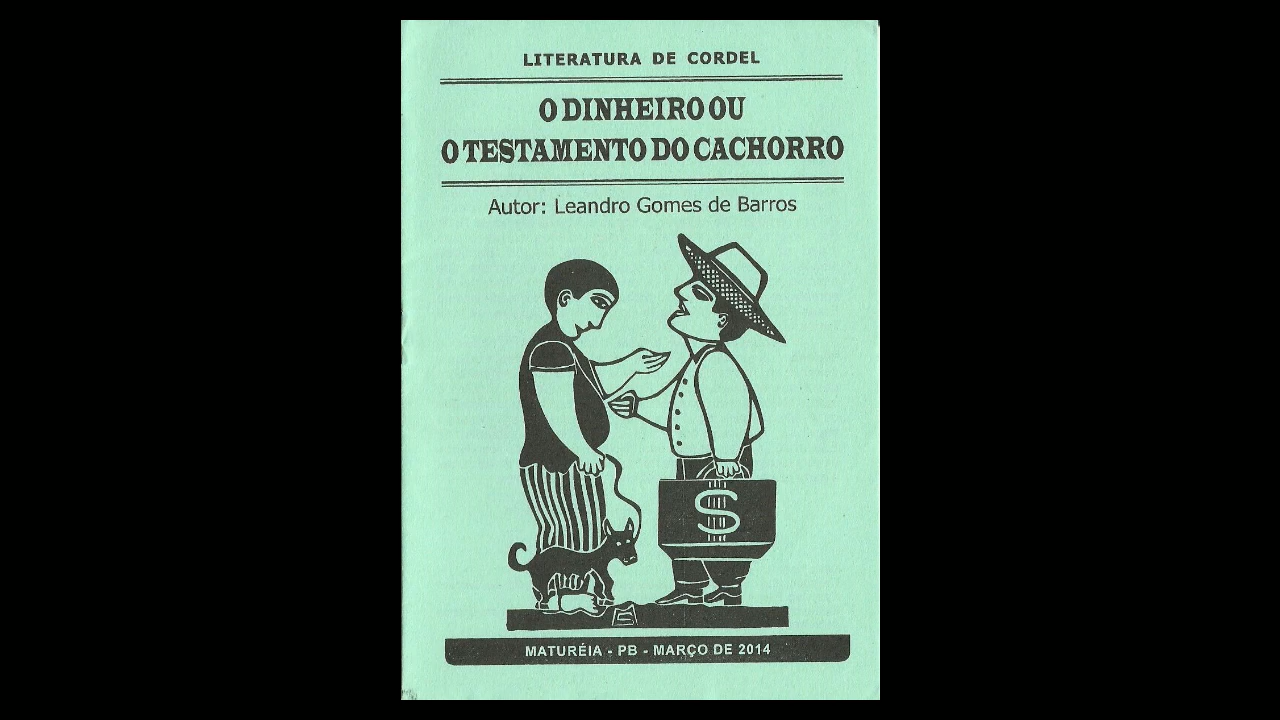 LITERATURA DE CORDEL
O DINHEIRO OU
O TESTAMENTO DO CACHORRO
Autor: Leandro Gomes de Barros
$
MATURÉIA - PB - MARÇO DE 2014